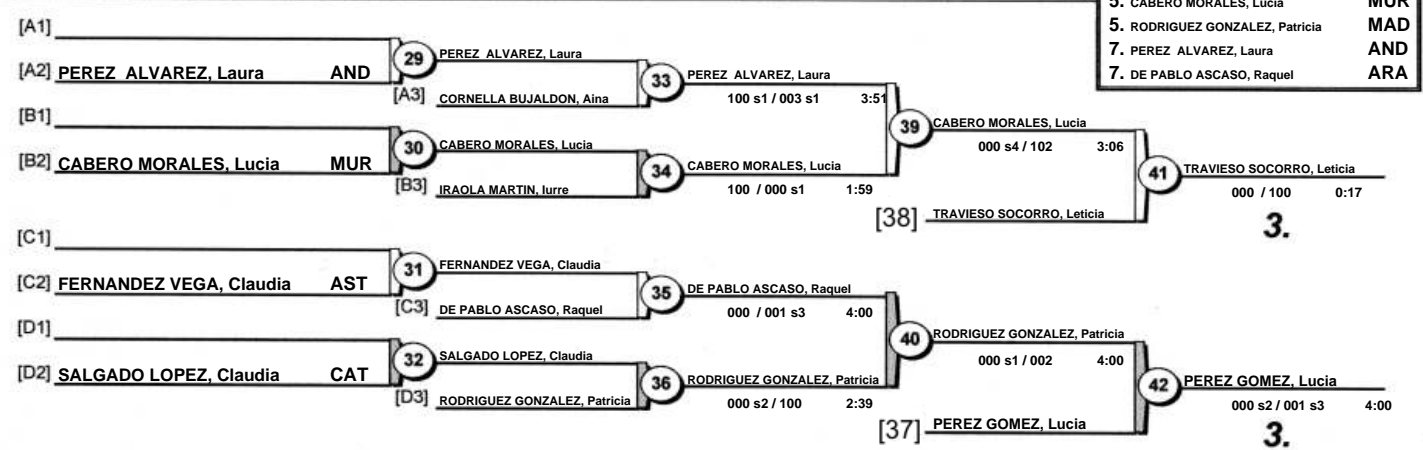 5. CABERO MORALES, Lucia MUR
5. RODRIGUEZ GONZALEZ, Patricia MAD
7. PEREZ ALVAREZ, Laura AND
7. DE PABLO ASCASO, Raquel ARA
[A1]
[A2] PEREZ ALVAREZ, Laura AND
29
PEREZ ALVAREZ, Laura
[A3] CORNELLA BUJALDON, Aina
33
PEREZ ALVAREZ, Laura
100 s1 / 003 s1 3:51
[B1]
[B2] CABERO MORALES, Lucia MUR
30
CABERO MORALES, Lucia
[B3] IRAOLA MARTIN, Iurre
34
CABERO MORALES, Lucia
100 / 000 s1 1:59
39
CABERO MORALES, Lucia
000 s4 / 102 3:06
[38] TRAVIESO SOCORRO, Leticia
41
TRAVIESO SOCORRO, Leticia
000 / 100 0:17
3.
[C1]
[C2] FERNANDEZ VEGA, Claudia AST
31
FERNANDEZ VEGA, Claudia
[C3] DE PABLO ASCASO, Raquel
35
DE PABLO ASCASO, Raquel
000 / 001 s3 4:00
[D1]
[D2] SALGADO LOPEZ, Claudia CAT
32
SALGADO LOPEZ, Claudia
[D3] RODRIGUEZ GONZALEZ, Patricia
36
RODRIGUEZ GONZALEZ, Patricia
000 s2 / 100 2:39
40
RODRIGUEZ GONZALEZ, Patricia
000 s1 / 002 4:00
[37] PEREZ GOMEZ, Lucia
42
PEREZ GOMEZ, Lucia
000 s2 / 001 s3 4:00
3.